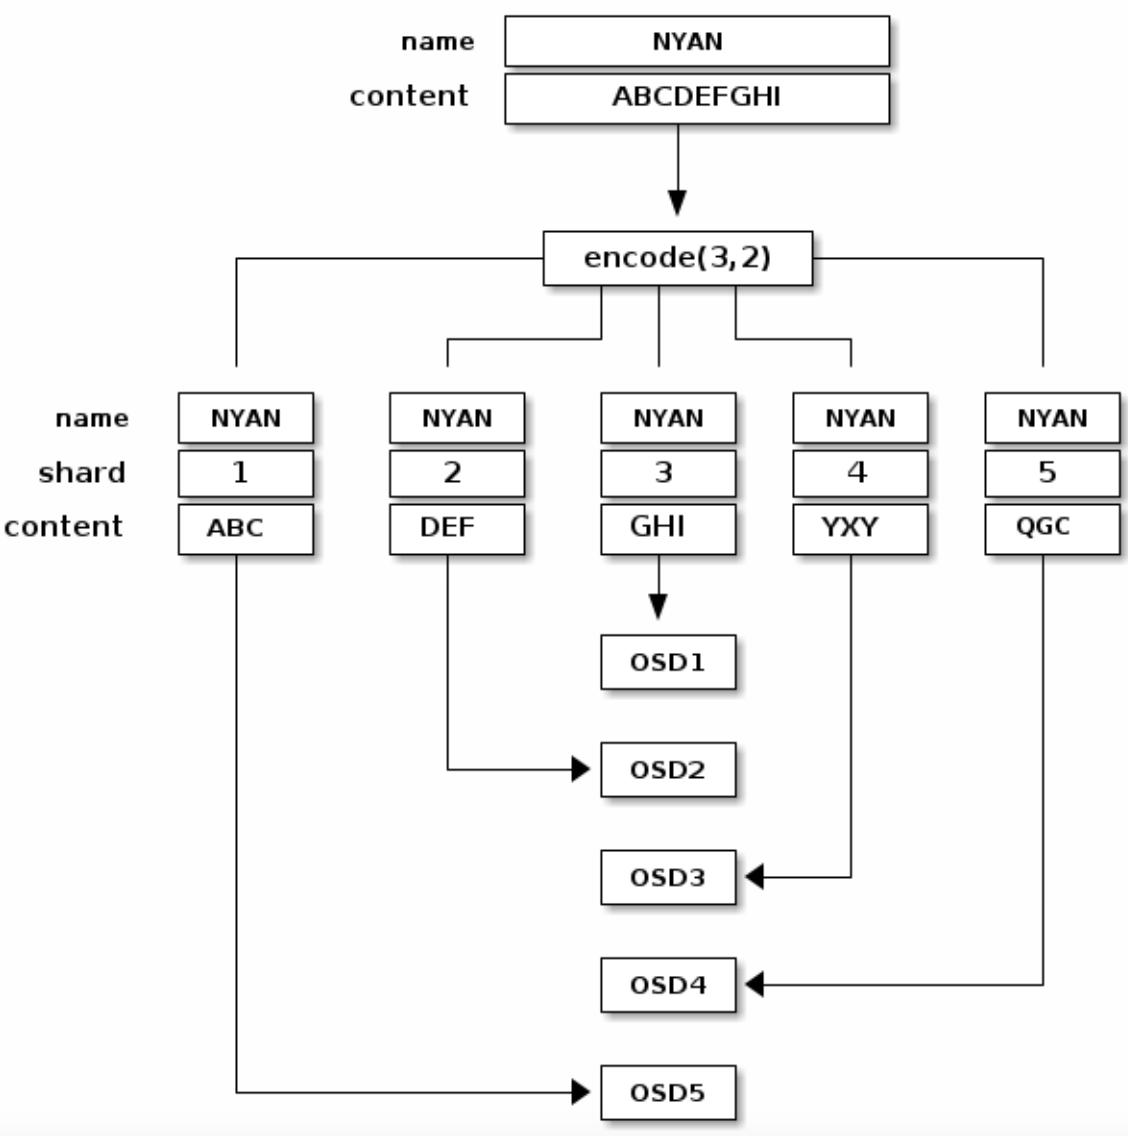 name NYAN
content ABCDEFGHI
encode(3,2)
name NYAN NYAN NYAN NYAN NYAN
shard 1 2 3 4 5
content ABC DEF GHI YXY QGC
OSD1
OSD2
OSD3
OSD4
OSD5